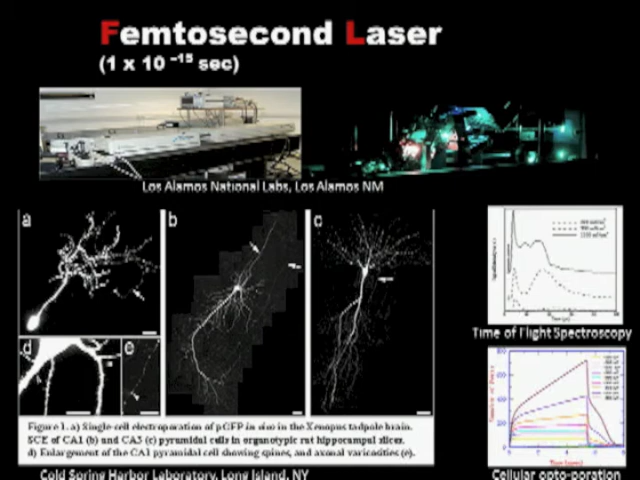 Femtosecond Laser
(1 x 10 ⁻¹⁵ sec)
Los Alamos National Labs, Los Alamos NM
a
b
c
d
e
Figure 1. a) Single cell electroporation of pGFP in vivo in the Xenopus tadpole brain.
SCE of CA1 (b) and CA3 (c) pyramidal cells in organotypic rat hippocampal slices.
d) Enlargement of the CA1 pyramidal cell showing spines, and axonal varicosities (e).
Cold Spring Harbor Laboratory, Long Island, NY
Time of Flight Spectroscopy
Cellular opto-poration